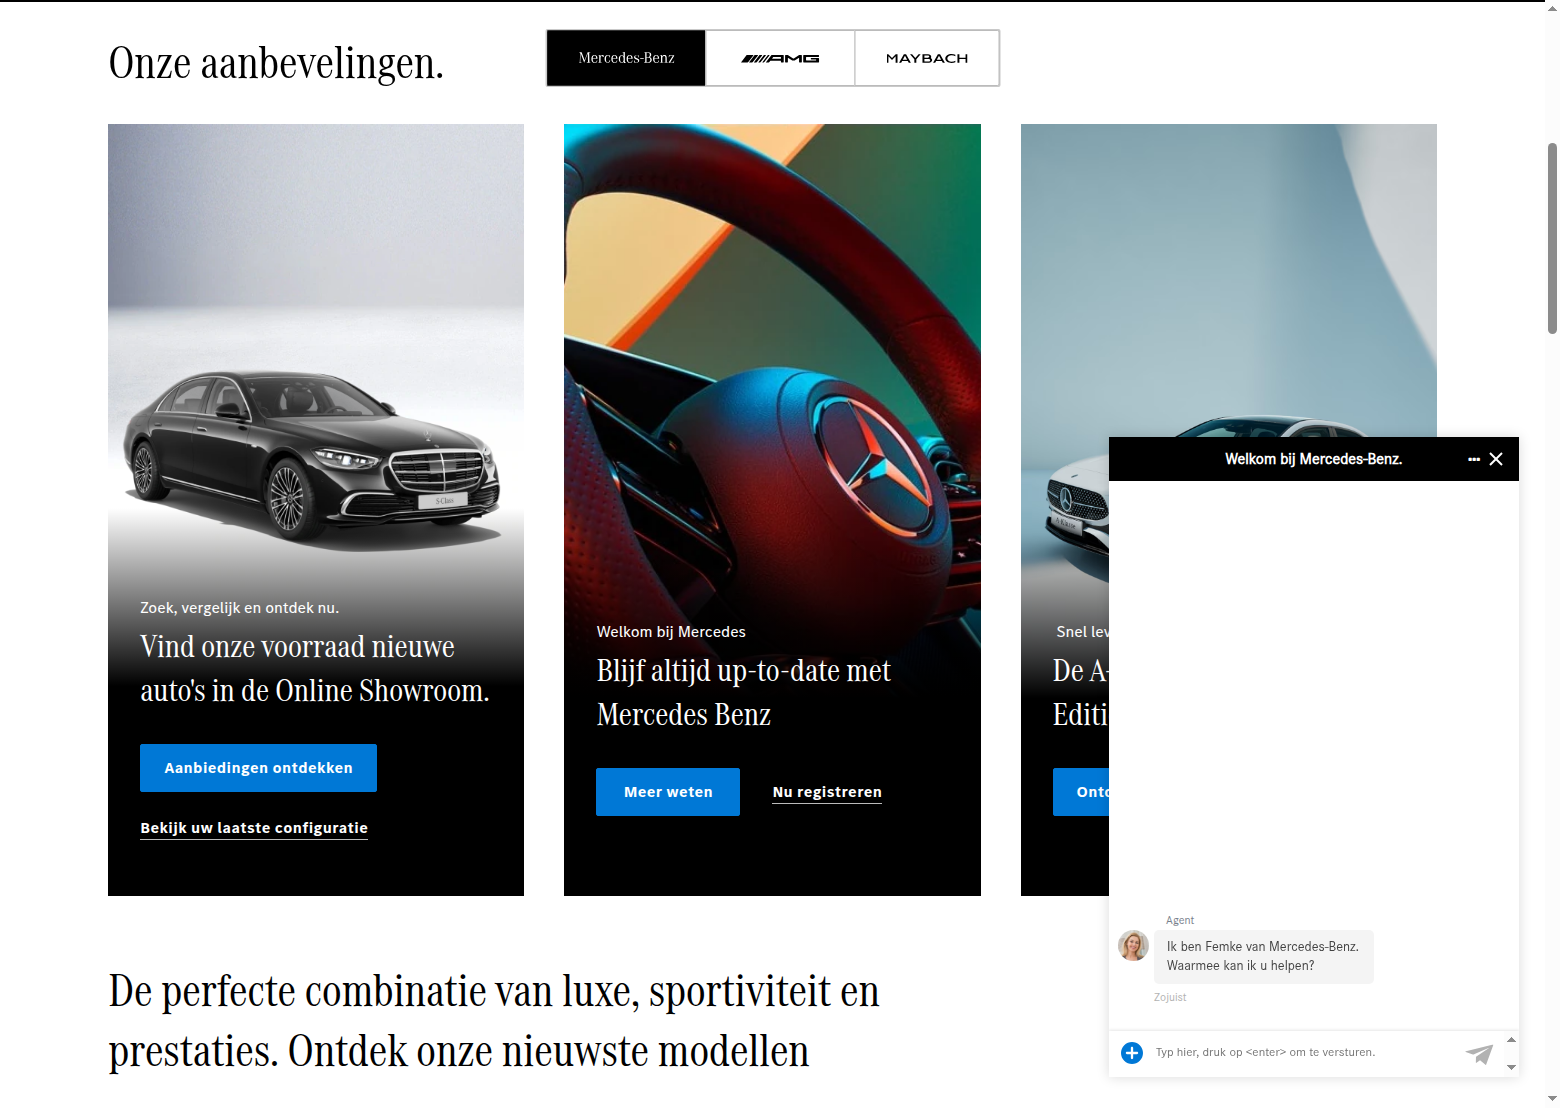 Onze aanbevelingen.
Mercedes-Benz
AMG
MAYBACH
Zoek, vergelijk en ontdek nu.
Vind onze voorraad nieuwe
auto's in de Online Showroom.
Aanbiedingen ontdekken
Bekijk uw laatste configuratie
S-Class
Welkom bij Mercedes
Blijf altijd up-to-date met
Mercedes Benz
Meer weten
Nu registreren
A-Klasse
Snel lev
De A-
Editi
Ontd
Welkom bij Mercedes-Benz.
Agent
Ik ben Femke van Mercedes-Benz.
Waarmee kan ik u helpen?
Zojuist
Typ hier, druk op <enter> om te versturen.
De perfecte combinatie van luxe, sportiviteit en
prestaties. Ontdek onze nieuwste modellen